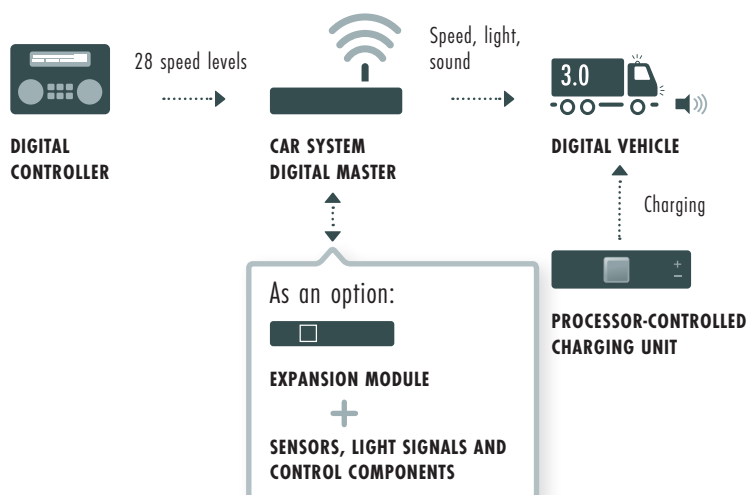 28 speed levels
Speed, light,
sound
3.0
DIGITAL
CONTROLLER
CAR SYSTEM
DIGITAL MASTER
DIGITAL VEHICLE
Charging
+
–
As an option:
PROCESSOR-CONTROLLED
CHARGING UNIT
EXPANSION MODULE
+
SENSORS, LIGHT SIGNALS AND
CONTROL COMPONENTS